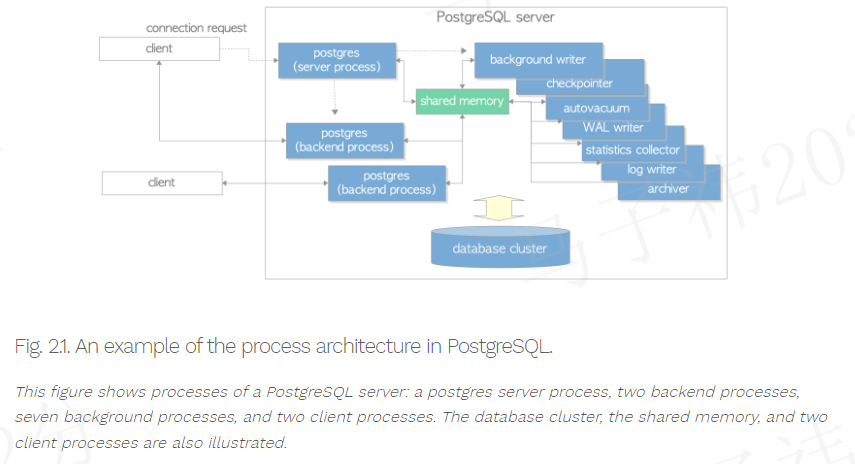 PostgreSQL server
connection request
client
postgres
(server process)
background writer
checkpointer
shared memory
autovacuum
WAL writer
postgres
(backend process)
statistics collector
log writer
client
postgres
(backend process)
archiver
database cluster
Fig. 2.1. An example of the process architecture in PostgreSQL.
This figure shows processes of a PostgreSQL server: a postgres server process, two backend processes,
seven background processes, and two client processes. The database cluster, the shared memory, and two
client processes are also illustrated.